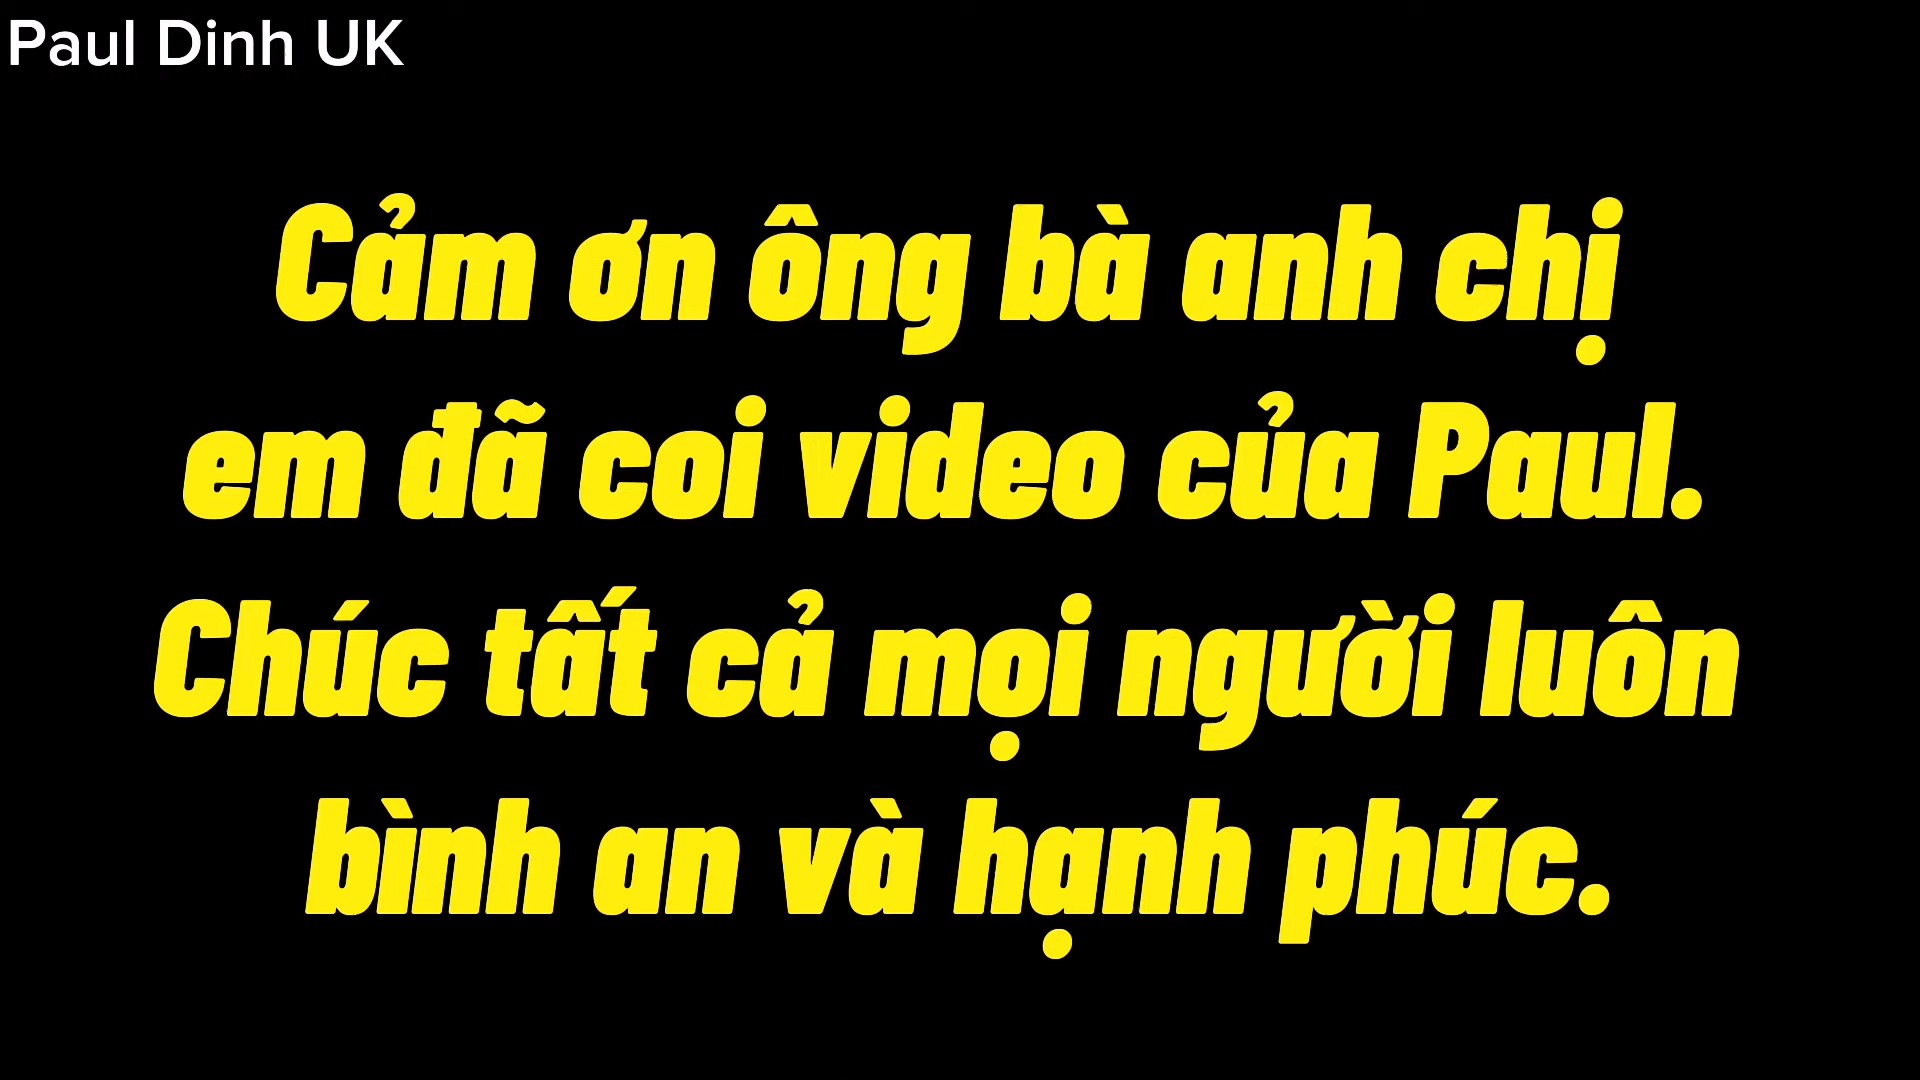 Paul Dinh UK
Cảm ơn ông bà anh chị
em đã coi video của Paul.
Chúc tất cả mọi người luôn
bình an và hạnh phúc.